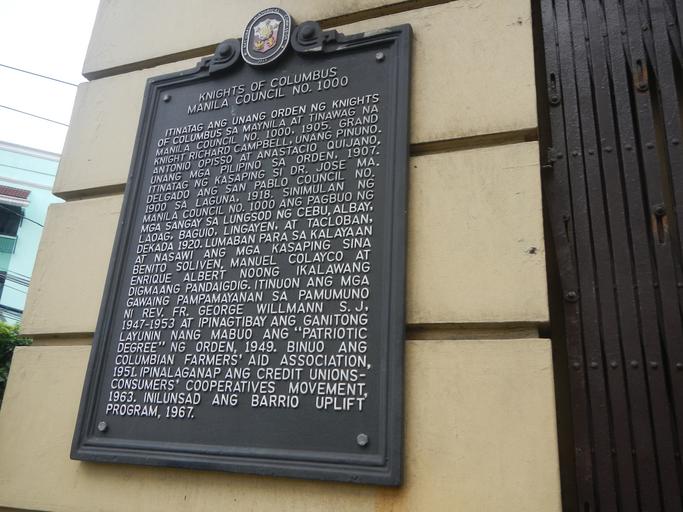 KNIGHTS OF COLUMBUS
MANILA COUNCIL NO. 1000
ITINATAG ANG UNANG ORDEN NG KNIGHTS
OF COLUMBUS SA MAYNILA AT TINAWAG NA
MANILA COUNCIL NO. 1000, 1905. GRAND
KNIGHT RICHARD CAMPBELL, UNANG PINUNO.
ANTONIO OPISSO AT ANASTACIO QUIJANO,
UNANG MGA PILIPINO SA ORDEN, 1907.
ITINATAG NG KASAPING SI DR. JOSE MA.
DELGADO ANG SAN PABLO COUNCIL NO.
1900 SA LAGUNA, 1918. SINIMULAN NG
MANILA COUNCIL NO. 1000 ANG PAGBUO NG
MGA SANGAY SA LUNGSOD NG CEBU, ALBAY,
LAOAG, BAGUIO, LINGAYEN, AT TACLOBAN,
DEKADA 1920. LUMABAN PARA SA KALAYAAN
AT NASAWI ANG MGA KASAPING SINA
BENITO SOLIVEN, MANUEL COLAYCO AT
ENRIQUE ALBERT NOONG IKALAWANG
DIGMAANG PANDAIGDIG. ITINUON ANG MGA
GAWAING PAMPAMAYANAN SA PAMUMUNO
NI REV. FR. GEORGE WILLMANN S.J.,
1947-1953 AT IPINAGTIBAY ANG GANITONG
LAYUNIN NANG MABUO ANG "PATRIOTIC
DEGREE" NG ORDEN, 1949. BINUO ANG
COLUMBIAN FARMERS' AID ASSOCIATION,
1951. IPINALAGANAP ANG CREDIT UNIONS-
CONSUMERS' COOPERATIVES MOVEMENT,
1963. INILUNSAD ANG BARRIO UPLIFT
PROGRAM, 1967.